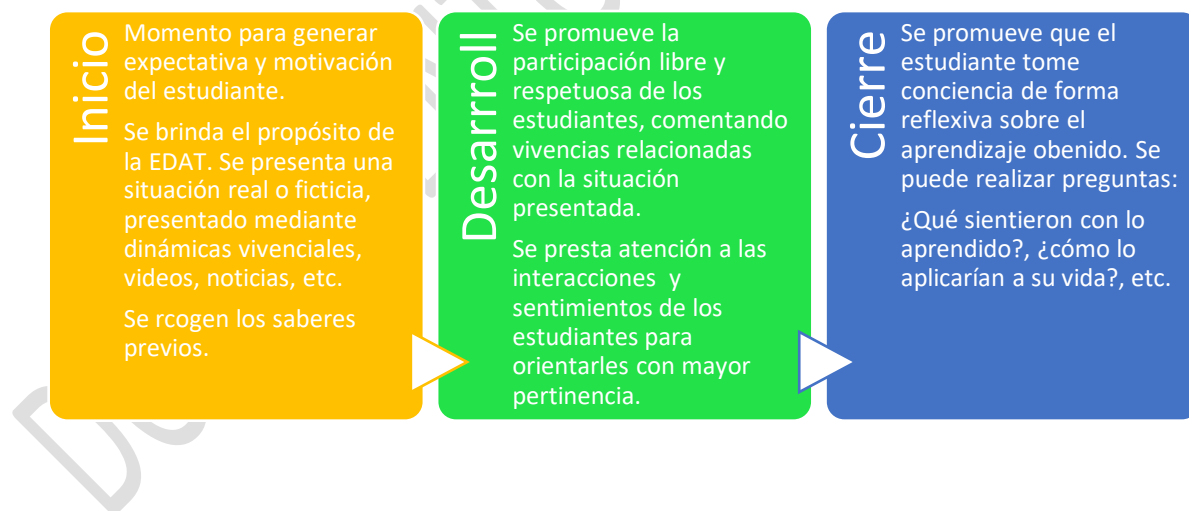 Inicio
Momento para generar
expectativa y motivación
del estudiante.
Se brinda el propósito de
la EDAT. Se presenta una
situación real o ficticia,
presentado mediante
dinámicas vivenciales,
videos, noticias, etc.
Se rcogen los saberes
previos.
Desarrroll
Se promueve la
participación libre y
respetuosa de los
estudiantes, comentando
vivencias relacionadas
con la situación
presentada.
Se presta atención a las
interacciones y
sentimientos de los
estudiantes para
orientarles con mayor
pertinencia.
Cierre
Se promueve que el
estudiante tome
conciencia de forma
reflexiva sobre el
aprendizaje obenido. Se
puede realizar preguntas:
¿Qué sientieron con lo
aprendido?, ¿cómo lo
aplicarían a su vida?, etc.